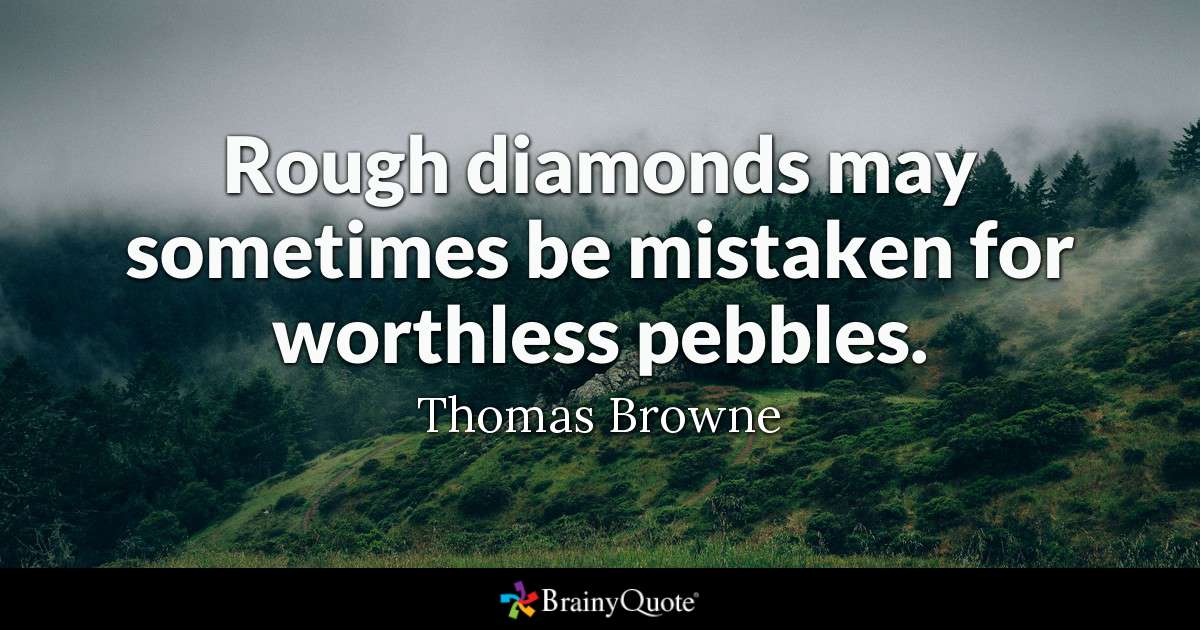 Rough diamonds may
sometimes be mistaken for
worthless pebbles.
Thomas Browne
BrainyQuote®